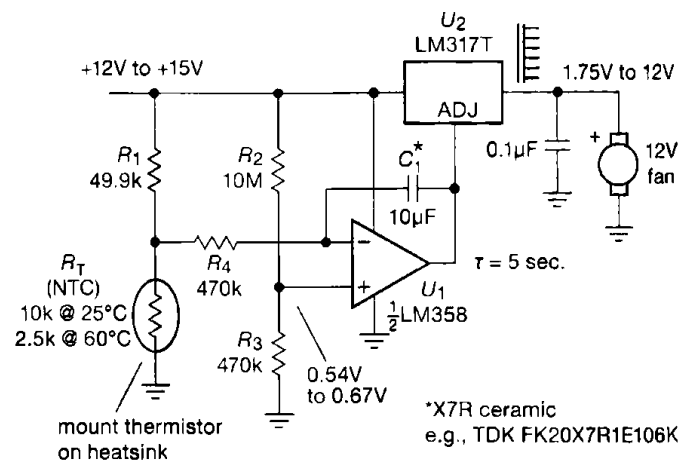 U2
LM317T
+12V to +15V
1.75V to 12V
ADJ
R1
49.9k
R2
10M
C1*
10µF
0.1µF
+
12V
fan
R4
470k
−
+
U1
½LM358
τ = 5 sec.
RT
(NTC)
10k @ 25°C
2.5k @ 60°C
R3
470k
0.54V
to 0.67V
mount thermistor
on heatsink
*X7R ceramic
e.g., TDK FK20X7R1E106K